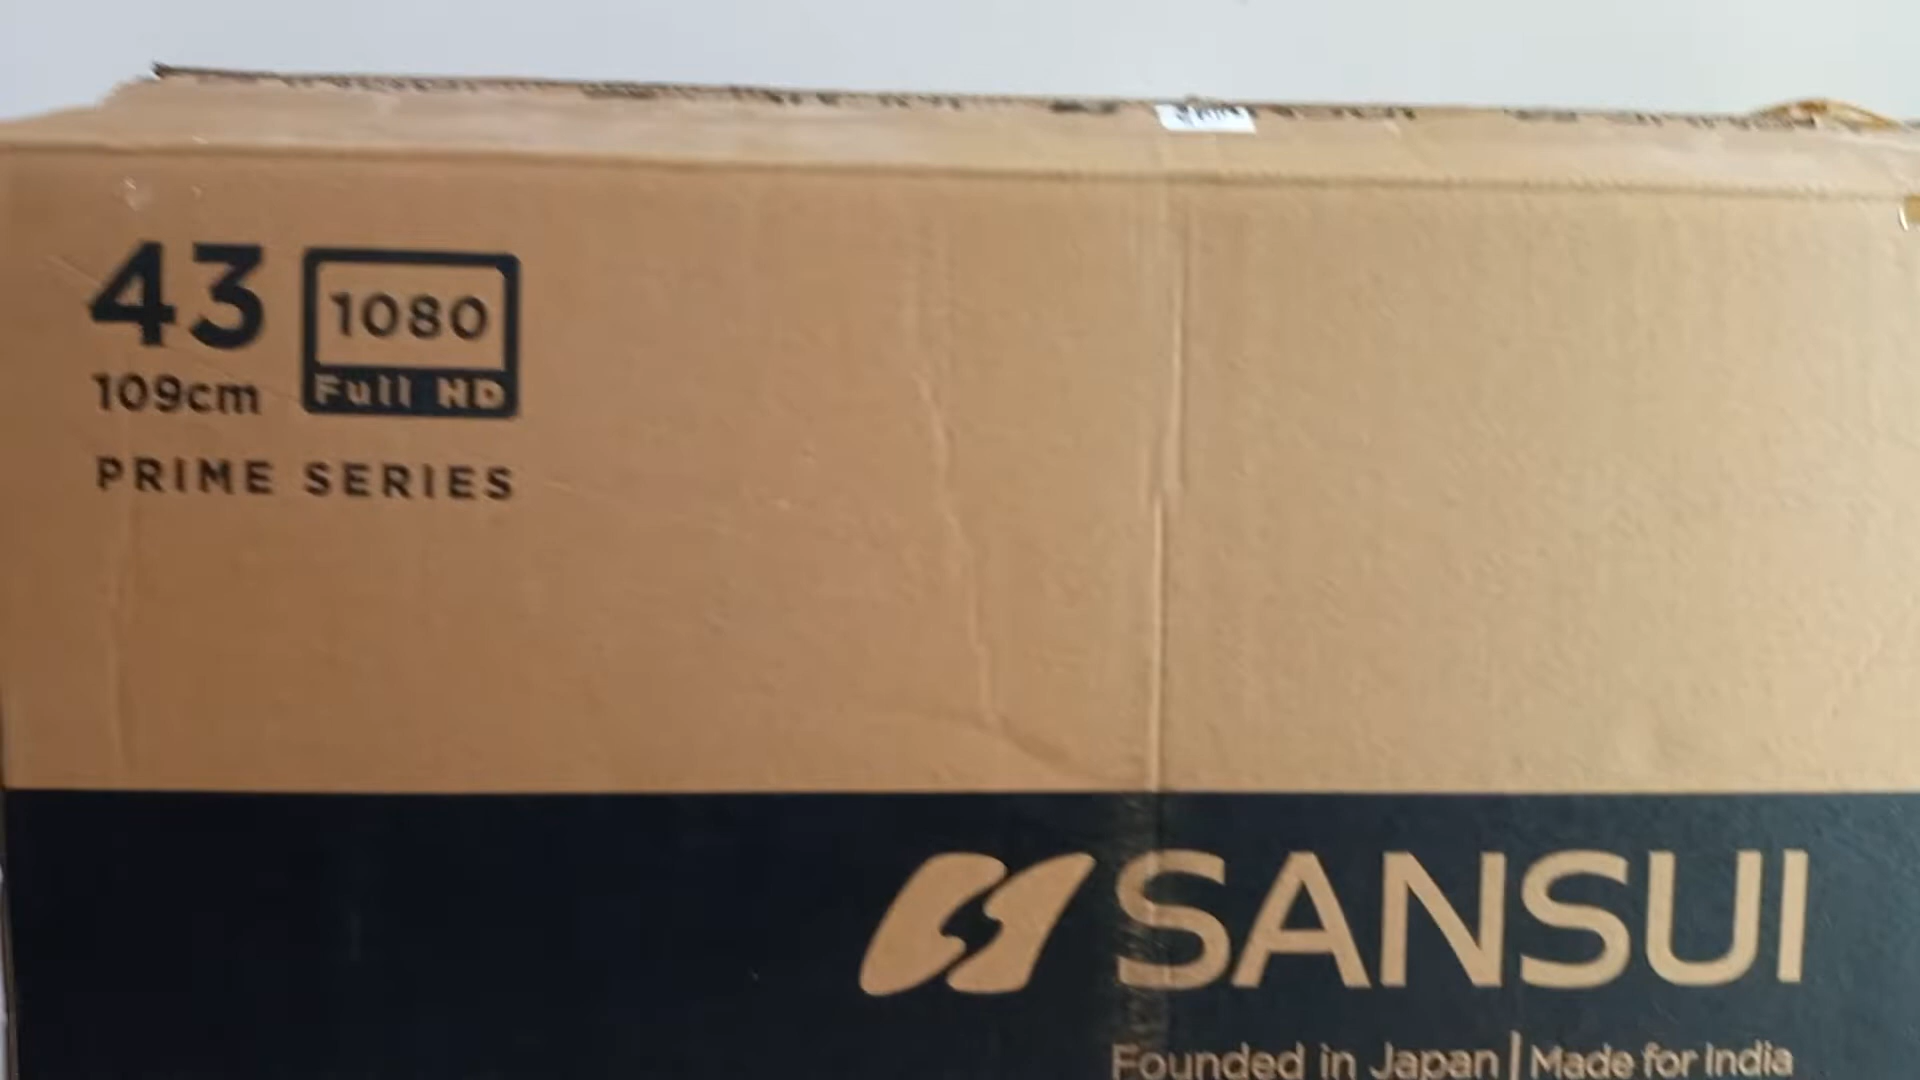 43
1080
109cm
Full HD
PRIME SERIES
SANSUI
Founded in Japan | Made for India